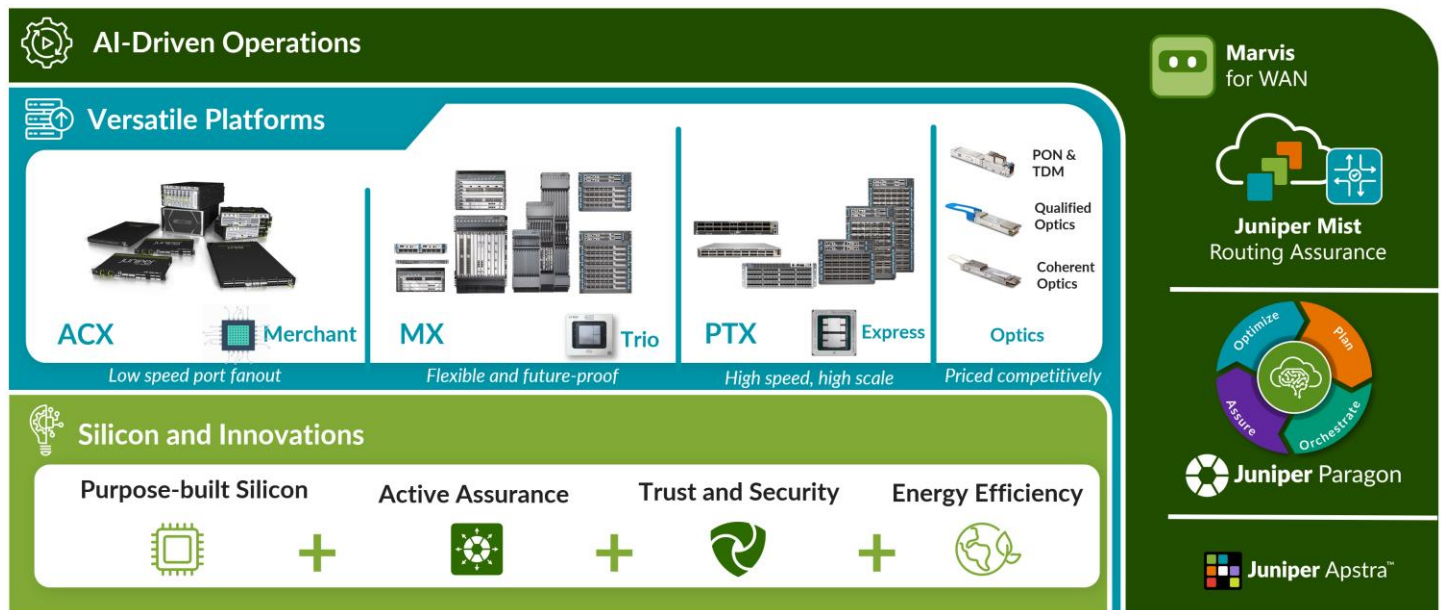 AI-Driven Operations
Versatile Platforms
ACX
Merchant
Low speed port fanout
MX
Trio
Flexible and future-proof
PTX
Express
High speed, high scale
PON &
TDM
Qualified
Optics
Coherent
Optics
Optics
Priced competitively
Silicon and Innovations
Purpose-built Silicon
+
Active Assurance
+
Trust and Security
+
Energy Efficiency
Marvis
for WAN
Juniper Mist
Routing Assurance
Optimize
Plan
Assure
Orchestrate
Juniper Paragon
Juniper Apstra™